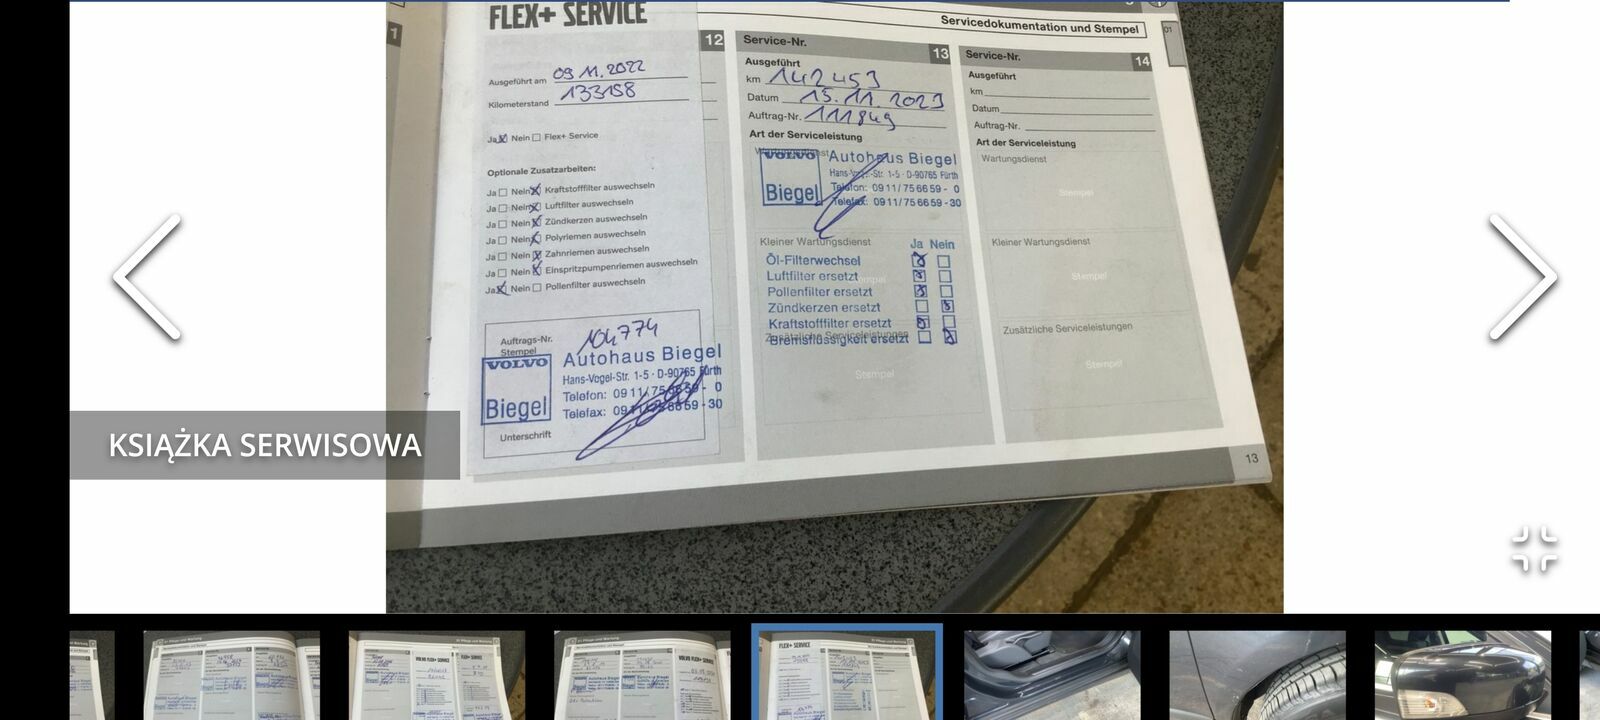 FLEX+ SERVICE
Ausgeführt am 09.11.2022
Kilometerstand 133158
Ja Nein Flex+ Service
Optionale Zusatzarbeiten:
Ja Nein Kraftstofffilter auswechseln
Ja Nein Luftfilter auswechseln
Ja Nein Zündkerzen auswechseln
Ja Nein Polyriemen auswechseln
Ja Nein Zahnriemen auswechseln
Ja Nein Einspritzpumpenriemen auswechseln
Ja Nein Pollenfilter auswechseln
Auftrags-Nr. 104774
Stempel
VOLVO
Biegel
Autohaus Biegel
Hans-Vogel-Str. 1-5 · D-90765 Fürth
Telefon: 0911/756659-0
Telefax: 0911/756659-30
Unterschrift
Servicedokumentation und Stempel
01
11
12
Service-Nr. 13
Ausgeführt
km 142453
Datum 15.11.2023
Auftrag-Nr. 111849
Art der Serviceleistung
Wartungsdienst
VOLVO
Biegel
Autohaus Biegel
Hans-Vogel-Str. 1-5 · D-90765 Fürth
Telefon: 0911/756659-0
Telefax: 0911/756659-30
Kleiner Wartungsdienst
Ja Nein
Öl-Filterwechsel
Luftfilter ersetzt
Pollenfilter ersetzt
Zündkerzen ersetzt
Kraftstofffilter ersetzt
Zusätzliche Serviceleistungen
Bremsflüssigkeit ersetzt
Stempel
Service-Nr. 14
Ausgeführt
km
Datum
Auftrag-Nr.
Art der Serviceleistung
Wartungsdienst
Stempel
Kleiner Wartungsdienst
Stempel
Zusätzliche Serviceleistungen
Stempel
13
KSIĄŻKA SERWISOWA